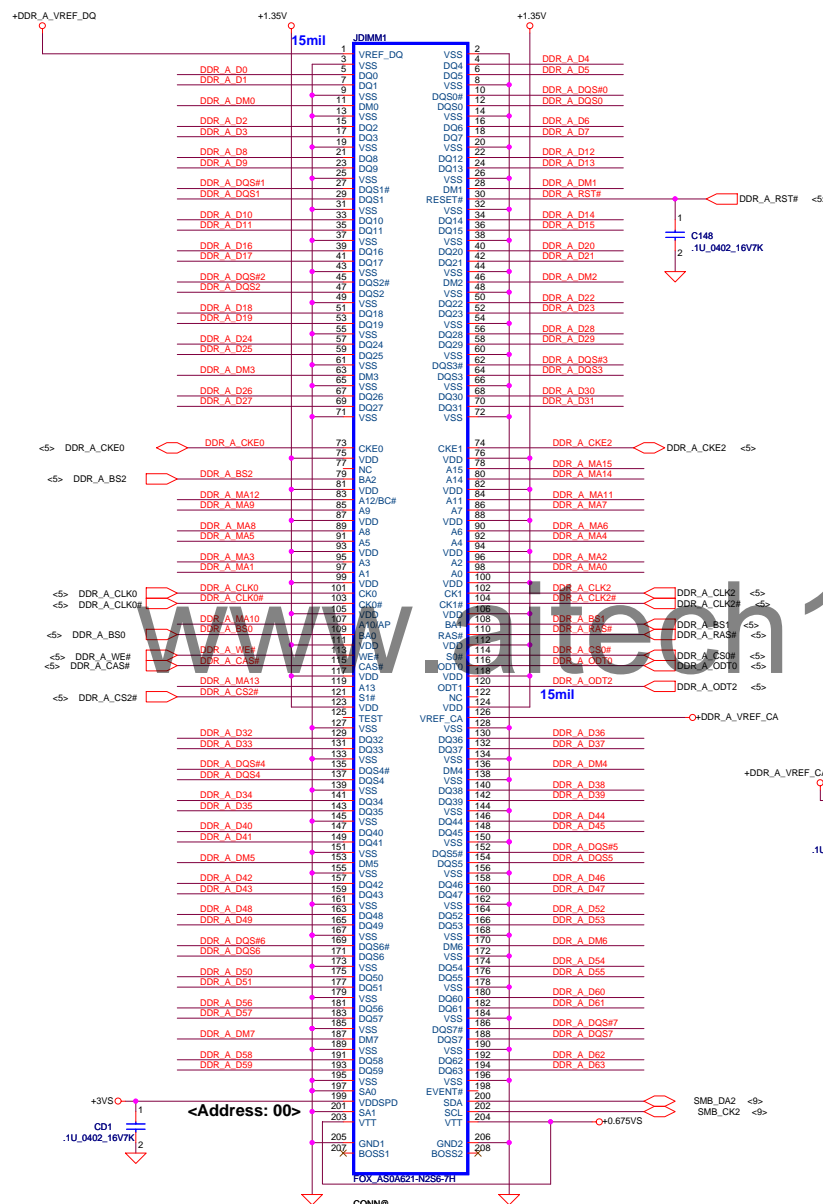 +DDR_A_VREF_DQ +1.35V +1.35V
15mil JDIMM1
1 VREF_DQ VSS 2
3 VSS DQ4 4 DDR_A_D4
DDR_A_D0 5 DQ0 DQ5 6 DDR_A_D5
DDR_A_D1 7 DQ1 VSS 8
9 VSS DQS0# 10 DDR_A_DQS#0
DDR_A_DM0 11 DM0 DQS0 12 DDR_A_DQS0
13 VSS VSS 14
DDR_A_D2 15 DQ2 DQ6 16 DDR_A_D6
DDR_A_D3 17 DQ3 DQ7 18 DDR_A_D7
19 VSS VSS 20
DDR_A_D8 21 DQ8 DQ12 22 DDR_A_D12
DDR_A_D9 23 DQ9 DQ13 24 DDR_A_D13
25 VSS VSS 26
DDR_A_DQS#1 27 DQS1# DM1 28 DDR_A_DM1
DDR_A_DQS1 29 DQS1 RESET# 30 DDR_A_RST# DDR_A_RST# <5>
31 VSS VSS 32
DDR_A_D10 33 DQ10 DQ14 34 DDR_A_D14
DDR_A_D11 35 DQ11 DQ15 36 DDR_A_D15
1
C148
.1U_0402_16V7K
2
37 VSS VSS 38
DDR_A_D16 39 DQ16 DQ20 40 DDR_A_D20
DDR_A_D17 41 DQ17 DQ21 42 DDR_A_D21
43 VSS VSS 44
DDR_A_DQS#2 45 DQS2# DM2 46 DDR_A_DM2
DDR_A_DQS2 47 DQS2 VSS 48
49 VSS DQ22 50 DDR_A_D22
DDR_A_D18 51 DQ18 DQ23 52 DDR_A_D23
DDR_A_D19 53 DQ19 VSS 54
55 VSS DQ28 56 DDR_A_D28
DDR_A_D24 57 DQ24 DQ29 58 DDR_A_D29
DDR_A_D25 59 DQ25 VSS 60
61 VSS DQS3# 62 DDR_A_DQS#3
DDR_A_DM3 63 DM3 DQS3 64 DDR_A_DQS3
65 VSS VSS 66
DDR_A_D26 67 DQ26 DQ30 68 DDR_A_D30
DDR_A_D27 69 DQ27 DQ31 70 DDR_A_D31
71 VSS VSS 72
<5> DDR_A_CKE0 DDR_A_CKE0 73 CKE0 CKE1 74 DDR_A_CKE2 DDR_A_CKE2 <5>
75 VDD VDD 76
77 NC A15 78 DDR_A_MA15
<5> DDR_A_BS2 DDR_A_BS2 79 BA2 A14 80 DDR_A_MA14
81 VDD VDD 82
DDR_A_MA12 83 A12/BC# A11 84 DDR_A_MA11
DDR_A_MA9 85 A9 A7 86 DDR_A_MA7
87 VDD VDD 88
DDR_A_MA8 89 A8 A6 90 DDR_A_MA6
DDR_A_MA5 91 A5 A4 92 DDR_A_MA4
93 VDD VDD 94
DDR_A_MA3 95 A3 A2 96 DDR_A_MA2
DDR_A_MA1 97 A1 A0 98 DDR_A_MA0
99 VDD VDD 100
<5> DDR_A_CLK0 DDR_A_CLK0 101 CK0 CK1 102 DDR_A_CLK2 DDR_A_CLK2 <5>
<5> DDR_A_CLK0# DDR_A_CLK0# 103 CK0# CK1# 104 DDR_A_CLK2# DDR_A_CLK2# <5>
105 VDD VDD 106
DDR_A_MA10 107 A10/AP BA1 108 DDR_A_BS1 DDR_A_BS1 <5>
<5> DDR_A_BS0 DDR_A_BS0 109 BA0 RAS# 110 DDR_A_RAS# DDR_A_RAS# <5>
111 VDD VDD 112
<5> DDR_A_WE# DDR_A_WE# 113 WE# S0# 114 DDR_A_CS0# DDR_A_CS0# <5>
<5> DDR_A_CAS# DDR_A_CAS# 115 CAS# ODT0 116 DDR_A_ODT0 DDR_A_ODT0 <5>
www.aitech1
117 VDD VDD 118
DDR_A_MA13 119 A13 ODT1 120 DDR_A_ODT2 DDR_A_ODT2 <5>
<5> DDR_A_CS2# DDR_A_CS2# 121 S1# NC 122 15mil
123 VDD VDD 124
125 TEST VREF_CA 126 +DDR_A_VREF_CA
127 VSS VSS 128
DDR_A_D32 129 DQ32 DQ36 130 DDR_A_D36
DDR_A_D33 131 DQ33 DQ37 132 DDR_A_D37
133 VSS VSS 134
DDR_A_DQS#4 135 DQS4# DM4 136 DDR_A_DM4
+DDR_A_VREF_CA
DDR_A_DQS4 137 DQS4 VSS 138
139 VSS DQ38 140 DDR_A_D38
DDR_A_D34 141 DQ34 DQ39 142 DDR_A_D39
DDR_A_D35 143 DQ35 VSS 144
145 VSS DQ44 146 DDR_A_D44
DDR_A_D40 147 DQ40 DQ45 148 DDR_A_D45
DDR_A_D41 149 DQ41 VSS 150
.1U
151 VSS DQS5# 152 DDR_A_DQS#5
DDR_A_DM5 153 DM5 DQS5 154 DDR_A_DQS5
155 VSS VSS 156
DDR_A_D42 157 DQ42 DQ46 158 DDR_A_D46
DDR_A_D43 159 DQ43 DQ47 160 DDR_A_D47
161 VSS VSS 162
DDR_A_D48 163 DQ48 DQ52 164 DDR_A_D52
DDR_A_D49 165 DQ49 DQ53 166 DDR_A_D53
167 VSS VSS 168
DDR_A_DQS#6 169 DQS6# DM6 170 DDR_A_DM6
DDR_A_DQS6 171 DQS6 VSS 172
173 VSS DQ54 174 DDR_A_D54
DDR_A_D50 175 DQ50 DQ55 176 DDR_A_D55
DDR_A_D51 177 DQ51 VSS 178
179 VSS DQ60 180 DDR_A_D60
DDR_A_D56 181 DQ56 DQ61 182 DDR_A_D61
DDR_A_D57 183 DQ57 VSS 184
185 VSS DQS7# 186 DDR_A_DQS#7
DDR_A_DM7 187 DM7 DQS7 188 DDR_A_DQS7
189 VSS VSS 190
DDR_A_D58 191 DQ58 DQ62 192 DDR_A_D62
DDR_A_D59 193 DQ59 DQ63 194 DDR_A_D63
195 VSS VSS 196
197 SA0 EVENT# 198
+3VS 199 VDDSPD SDA 200 SMB_DA2 <9>
<Address: 00> 201 SA1 SCL 202 SMB_CK2 <9>
203 VTT VTT 204 +0.675VS
1
CD1
.1U_0402_16V7K
2
205 GND1 GND2 206
207 BOSS1 BOSS2 208
FOX_AS0A621-N2S6-7H
CONN@